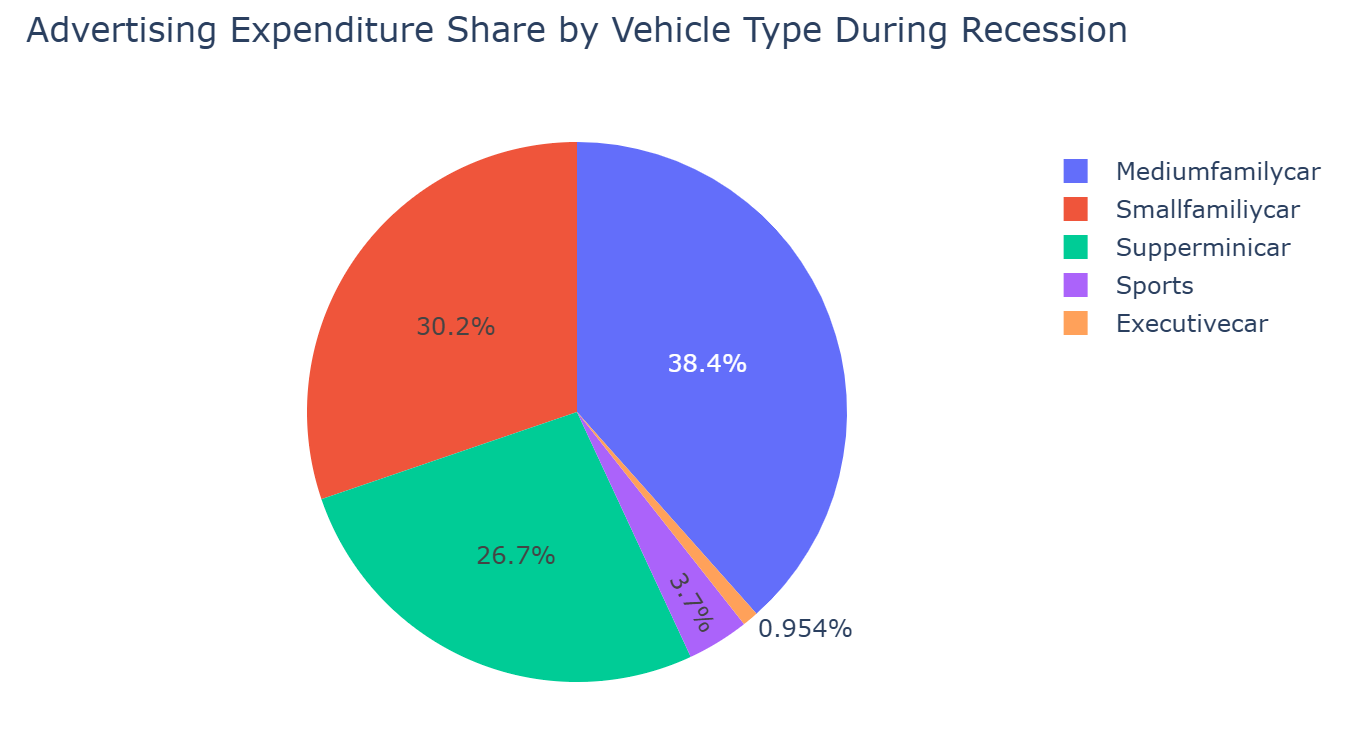 Advertising Expenditure Share by Vehicle Type During Recession
Mediumfamilycar
Smallfamiliycar
Supperminicar
Sports
Executivecar
30.2%
38.4%
26.7%
3.7%
0.954%